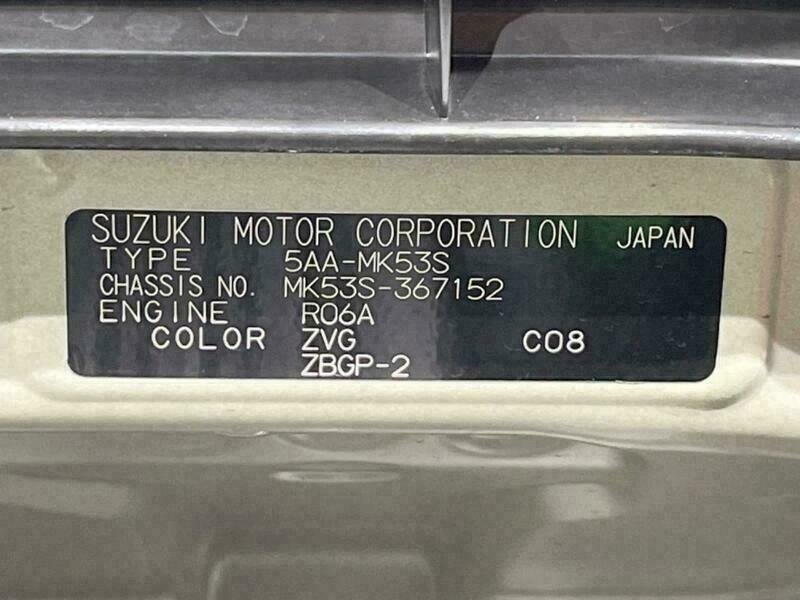 SUZUKI MOTOR CORPORATION JAPAN
TYPE 5AA-MK53S
CHASSIS NO. MK53S-367152
ENGINE R06A
COLOR ZVG C08
ZBGP-2